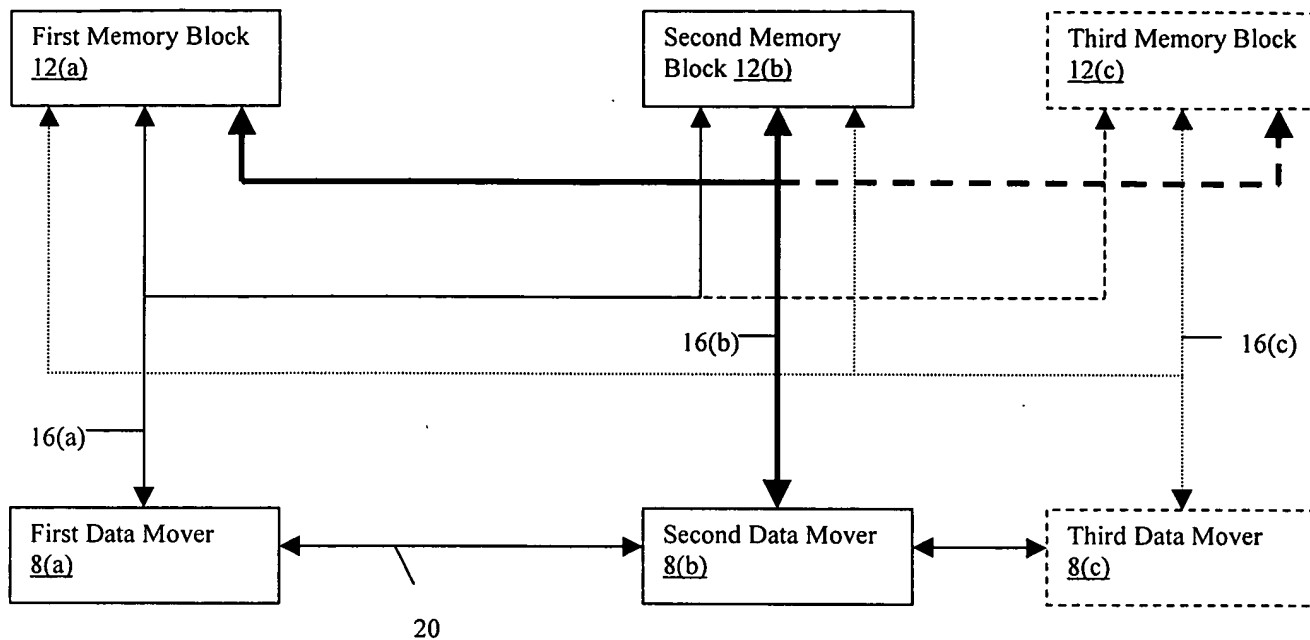 First Memory Block
12(a)
Second Memory
Block 12(b)
Third Memory Block
12(c)
16(b)
16(c)
16(a)
First Data Mover
8(a)
Second Data Mover
8(b)
Third Data Mover
8(c)
20